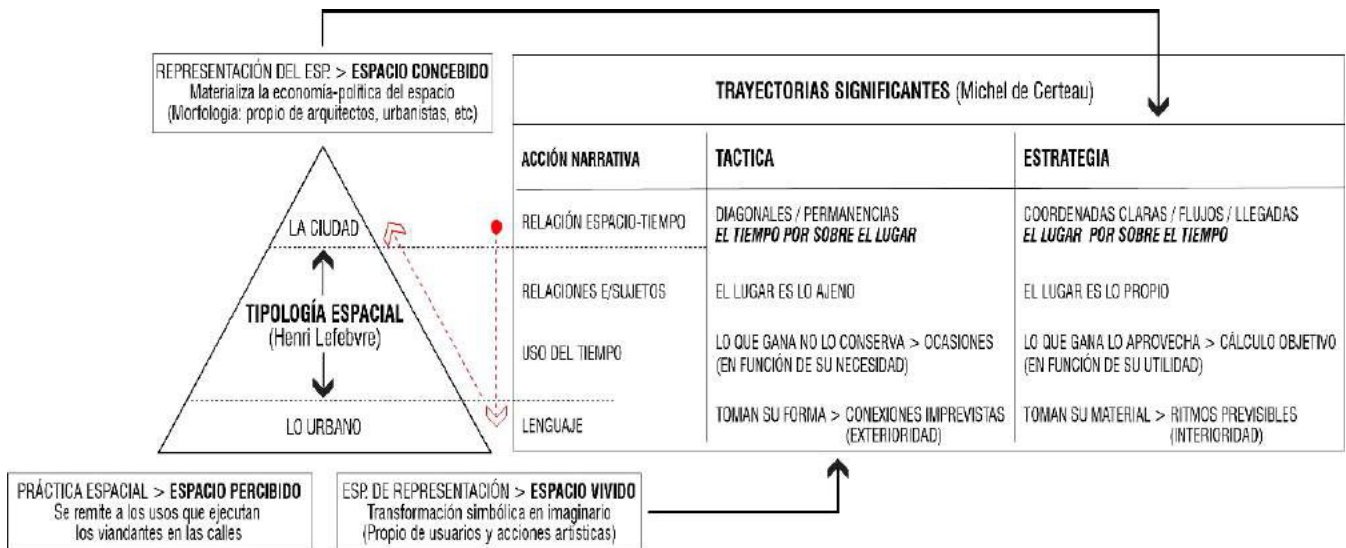 REPRESENTACIÓN DEL ESP. > ESPACIO CONCEBIDO
Materializa la economía-política del espacio
(Morfología: propio de arquitectos, urbanistas, etc)
LA CIUDAD
TIPOLOGÍA ESPACIAL
(Henri Lefebvre)
LO URBANO
PRÁCTICA ESPACIAL > ESPACIO PERCIBIDO
Se remite a los usos que ejecutan
los viandantes en las calles
ESP. DE REPRESENTACIÓN > ESPACIO VIVIDO
Transformación simbólica en imaginario
(Propio de usuarios y acciones artísticas)
TRAYECTORIAS SIGNIFICANTES (Michel de Certeau)
ACCIÓN NARRATIVA
TACTICA
ESTRATEGIA
RELACIÓN ESPACIO-TIEMPO
DIAGONALES / PERMANENCIAS
EL TIEMPO POR SOBRE EL LUGAR
COORDENADAS CLARAS / FLUJOS / LLEGADAS
EL LUGAR POR SOBRE EL TIEMPO
RELACIONES E/SUJETOS
EL LUGAR ES LO AJENO
EL LUGAR ES LO PROPIO
USO DEL TIEMPO
LO QUE GANA NO LO CONSERVA > OCASIONES
(EN FUNCIÓN DE SU NECESIDAD)
LO QUE GANA LO APROVECHA > CÁLCULO OBJETIVO
(EN FUNCIÓN DE SU UTILIDAD)
LENGUAJE
TOMAN SU FORMA > CONEXIONES IMPREVISTAS
(EXTERIORIDAD)
TOMAN SU MATERIAL > RITMOS PREVISIBLES
(INTERIORIDAD)